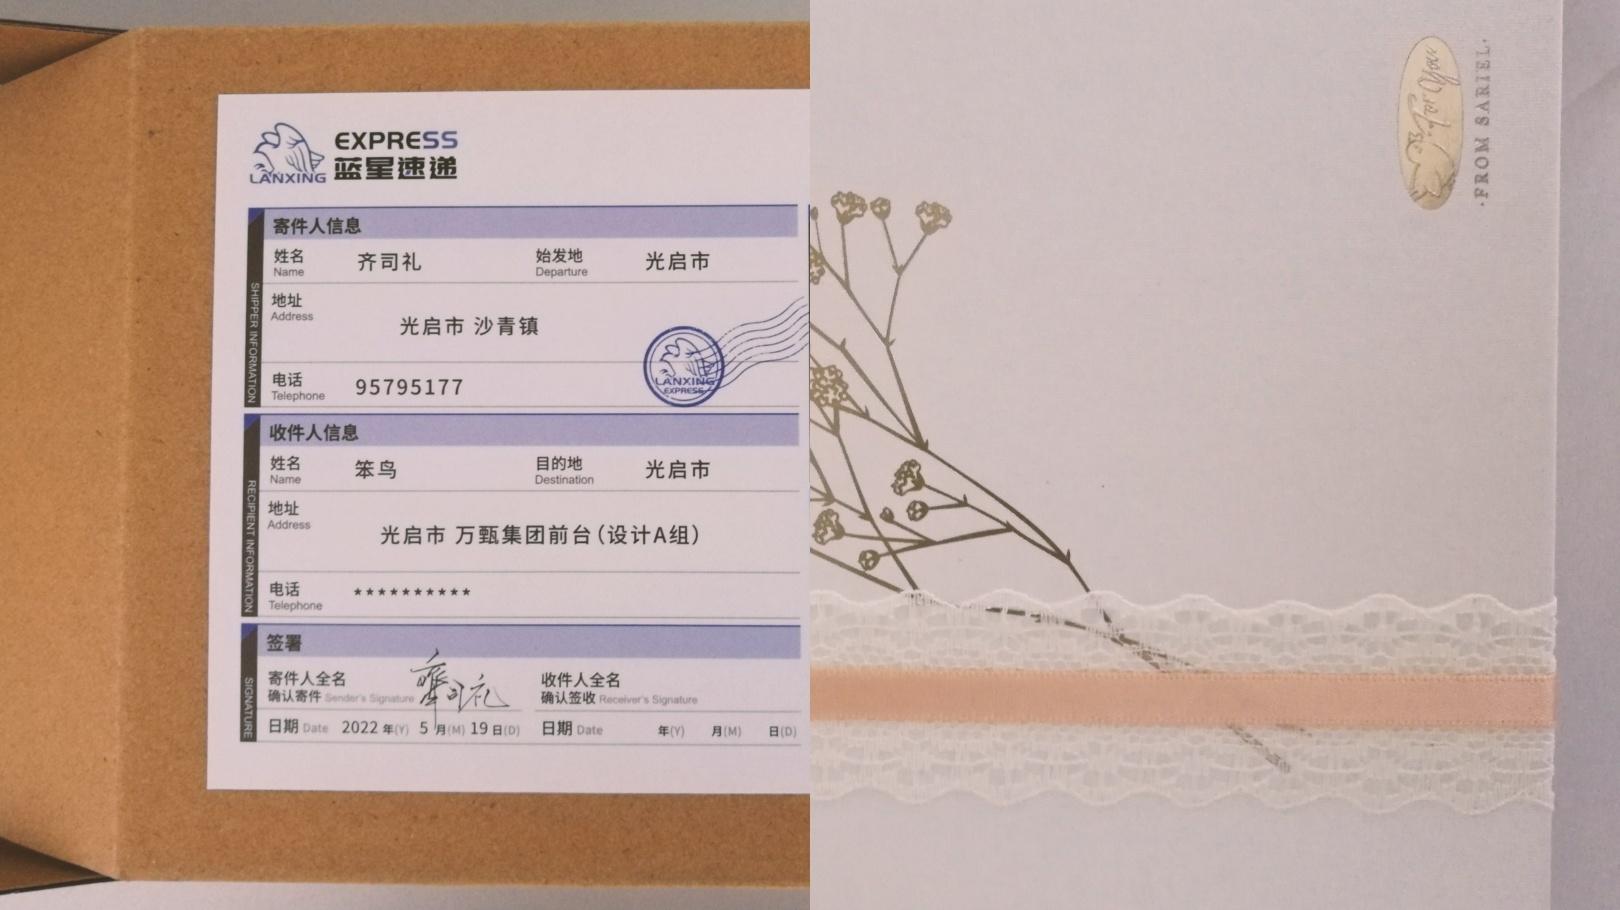 LANXING
EXPRESS
蓝星速递
SHIPPER INFORMATION
寄件人信息
姓名 齐司礼 始发地 光启市
Name Departure
地址
Address
光启市 沙青镇
电话 95795177
Telephone
LANXING
EXPRESS
RECIPIENT INFORMATION
收件人信息
姓名 笨鸟 目的地 光启市
Name Destination
地址
Address
光启市 万甄集团前台(设计A组)
电话 **********
Telephone
SIGNATURE
签署
寄件人全名 收件人全名
确认寄件 Sender's Signature 齊司礼 确认签收 Receiver's Signature
日期 Date 2022 年(Y) 5 月(M) 19 日(D) 日期 Date 年(Y) 月(M) 日(D)
·FROM SARIEL·